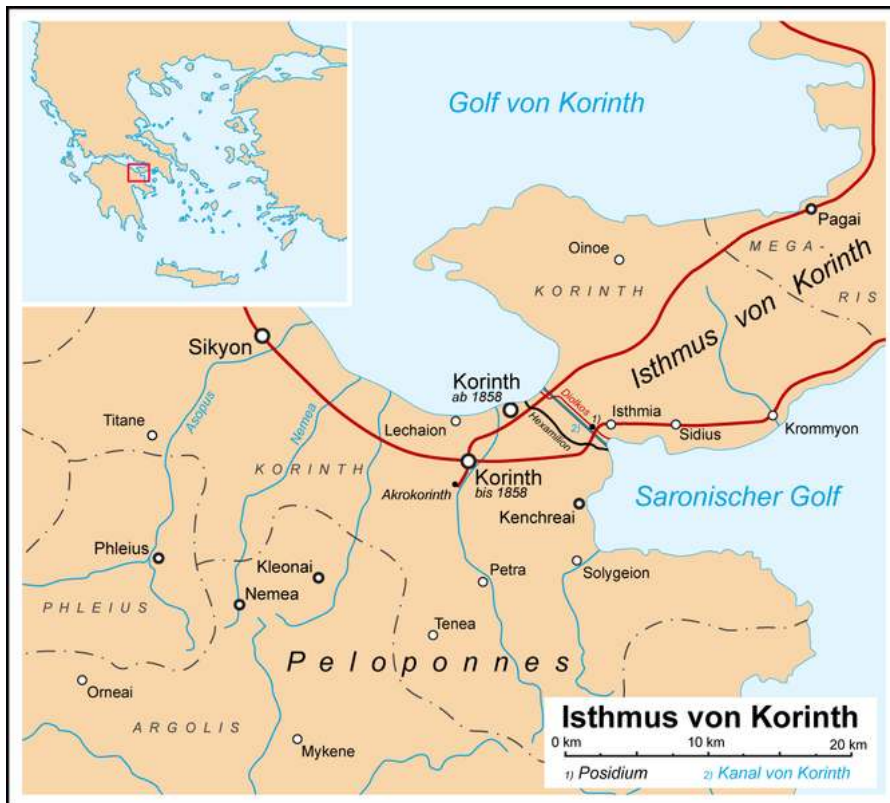 Golf von Korinth
Pagai
Oinoe
MEGA-
RIS
KORINTH
Isthmus von Korinth
Sikyon
Asopus
Nemea
Korinth
ab 1858
Diolkos
1)
2)
Hexamilion
Isthmia
Sidius
Krommyon
Titane
Lechaion
KORINTH
Korinth
bis 1858
Akrokorinth
Saronischer Golf
Kenchreai
Phleius
Kleonai
Nemea
Petra
Solygeion
PHLEIUS
Tenea
Peloponnes
Orneai
ARGOLIS
Mykene
Isthmus von Korinth
0 km 10 km 20 km
1) Posidium 2) Kanal von Korinth